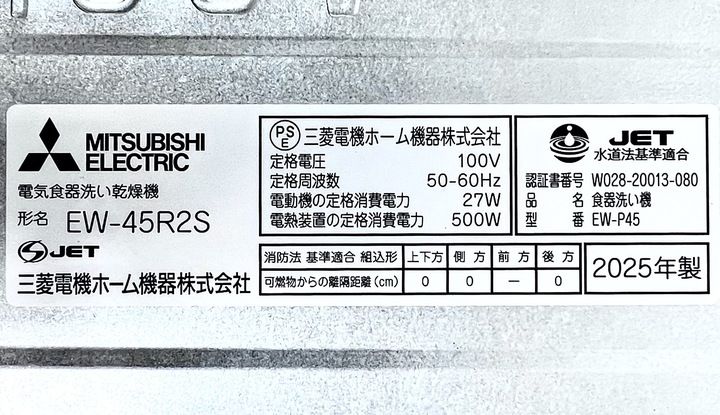 MITSUBISHI
ELECTRIC
電気食器洗い乾燥機
形名 EW-45R2S
JET
三菱電機ホーム機器株式会社
PSE 三菱電機ホーム機器株式会社
定格電圧 100V
定格周波数 50-60Hz
電動機の定格消費電力 27W
電熱装置の定格消費電力 500W
JET
水道法基準適合
認証書番号 W028-20013-080
品名 食器洗い機
型番 EW-P45
消防法 基準適合 組込形 上下方 側方 前方 後方
可燃物からの離隔距離(cm) 0 0 — 0
2025年製